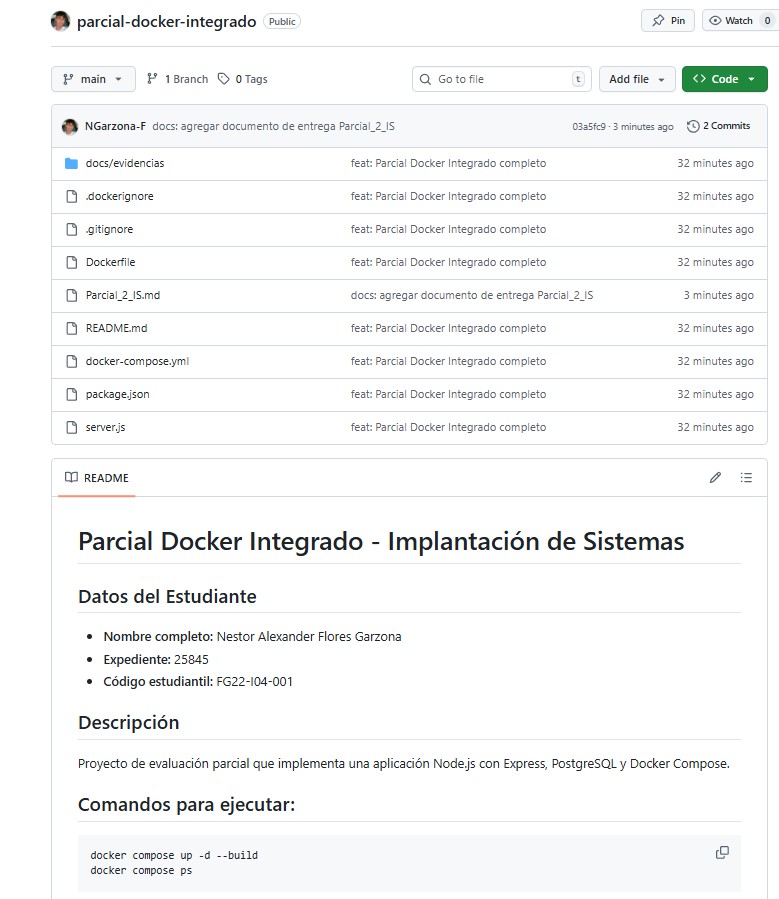 parcial-docker-integrado Public Pin Watch 0
main 1 Branch 0 Tags Go to file t Add file Code
NGarzona-F docs: agregar documento de entrega Parcial_2_IS 03a5fc9 · 3 minutes ago 2 Commits
docs/evidencias feat: Parcial Docker Integrado completo 32 minutes ago
.dockerignore feat: Parcial Docker Integrado completo 32 minutes ago
.gitignore feat: Parcial Docker Integrado completo 32 minutes ago
Dockerfile feat: Parcial Docker Integrado completo 32 minutes ago
Parcial_2_IS.md docs: agregar documento de entrega Parcial_2_IS 3 minutes ago
README.md feat: Parcial Docker Integrado completo 32 minutes ago
docker-compose.yml feat: Parcial Docker Integrado completo 32 minutes ago
package.json feat: Parcial Docker Integrado completo 32 minutes ago
server.js feat: Parcial Docker Integrado completo 32 minutes ago
README
Parcial Docker Integrado - Implantación de Sistemas
Datos del Estudiante
• Nombre completo: Nestor Alexander Flores Garzona
• Expediente: 25845
• Código estudiantil: FG22-I04-001
Descripción
Proyecto de evaluación parcial que implementa una aplicación Node.js con Express, PostgreSQL y Docker Compose.
Comandos para ejecutar:
docker compose up -d --build
docker compose ps